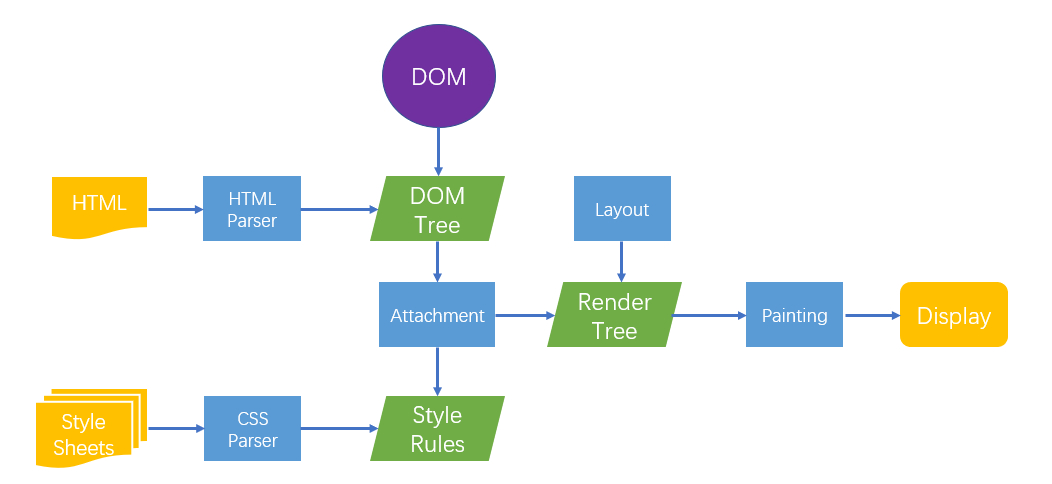 DOM
HTML
HTML
Parser
DOM
Tree
Layout
Attachment
Render
Tree
Painting
Display
Style
Sheets
CSS
Parser
Style
Rules